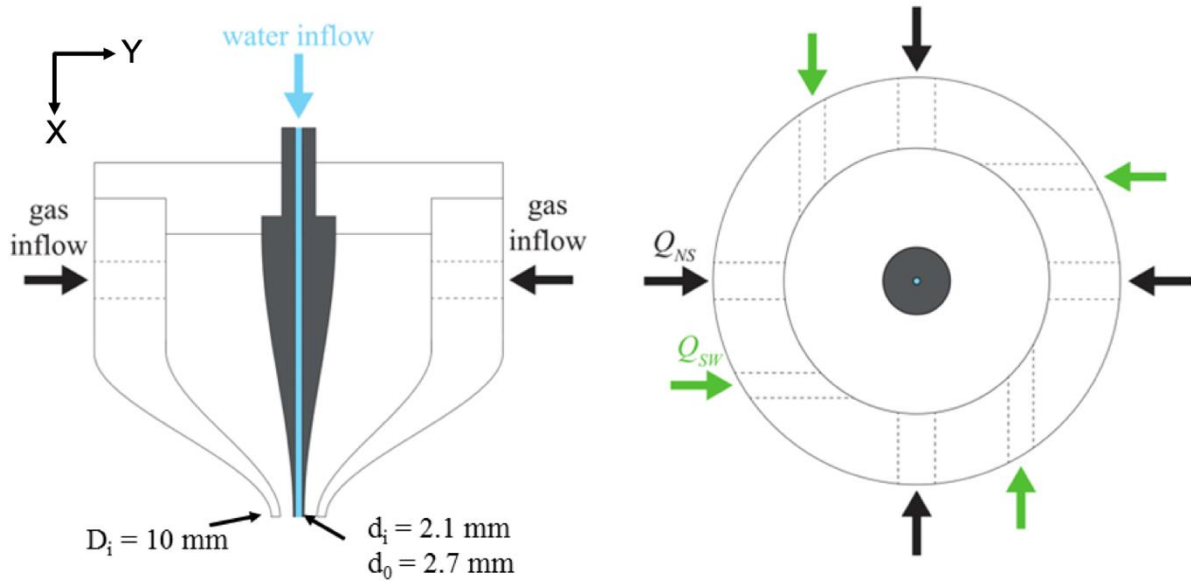 water inflow
Y
X
gas
inflow
gas
inflow
D_i = 10 mm
d_i = 2.1 mm
d_0 = 2.7 mm
Q_NS
Q_SW